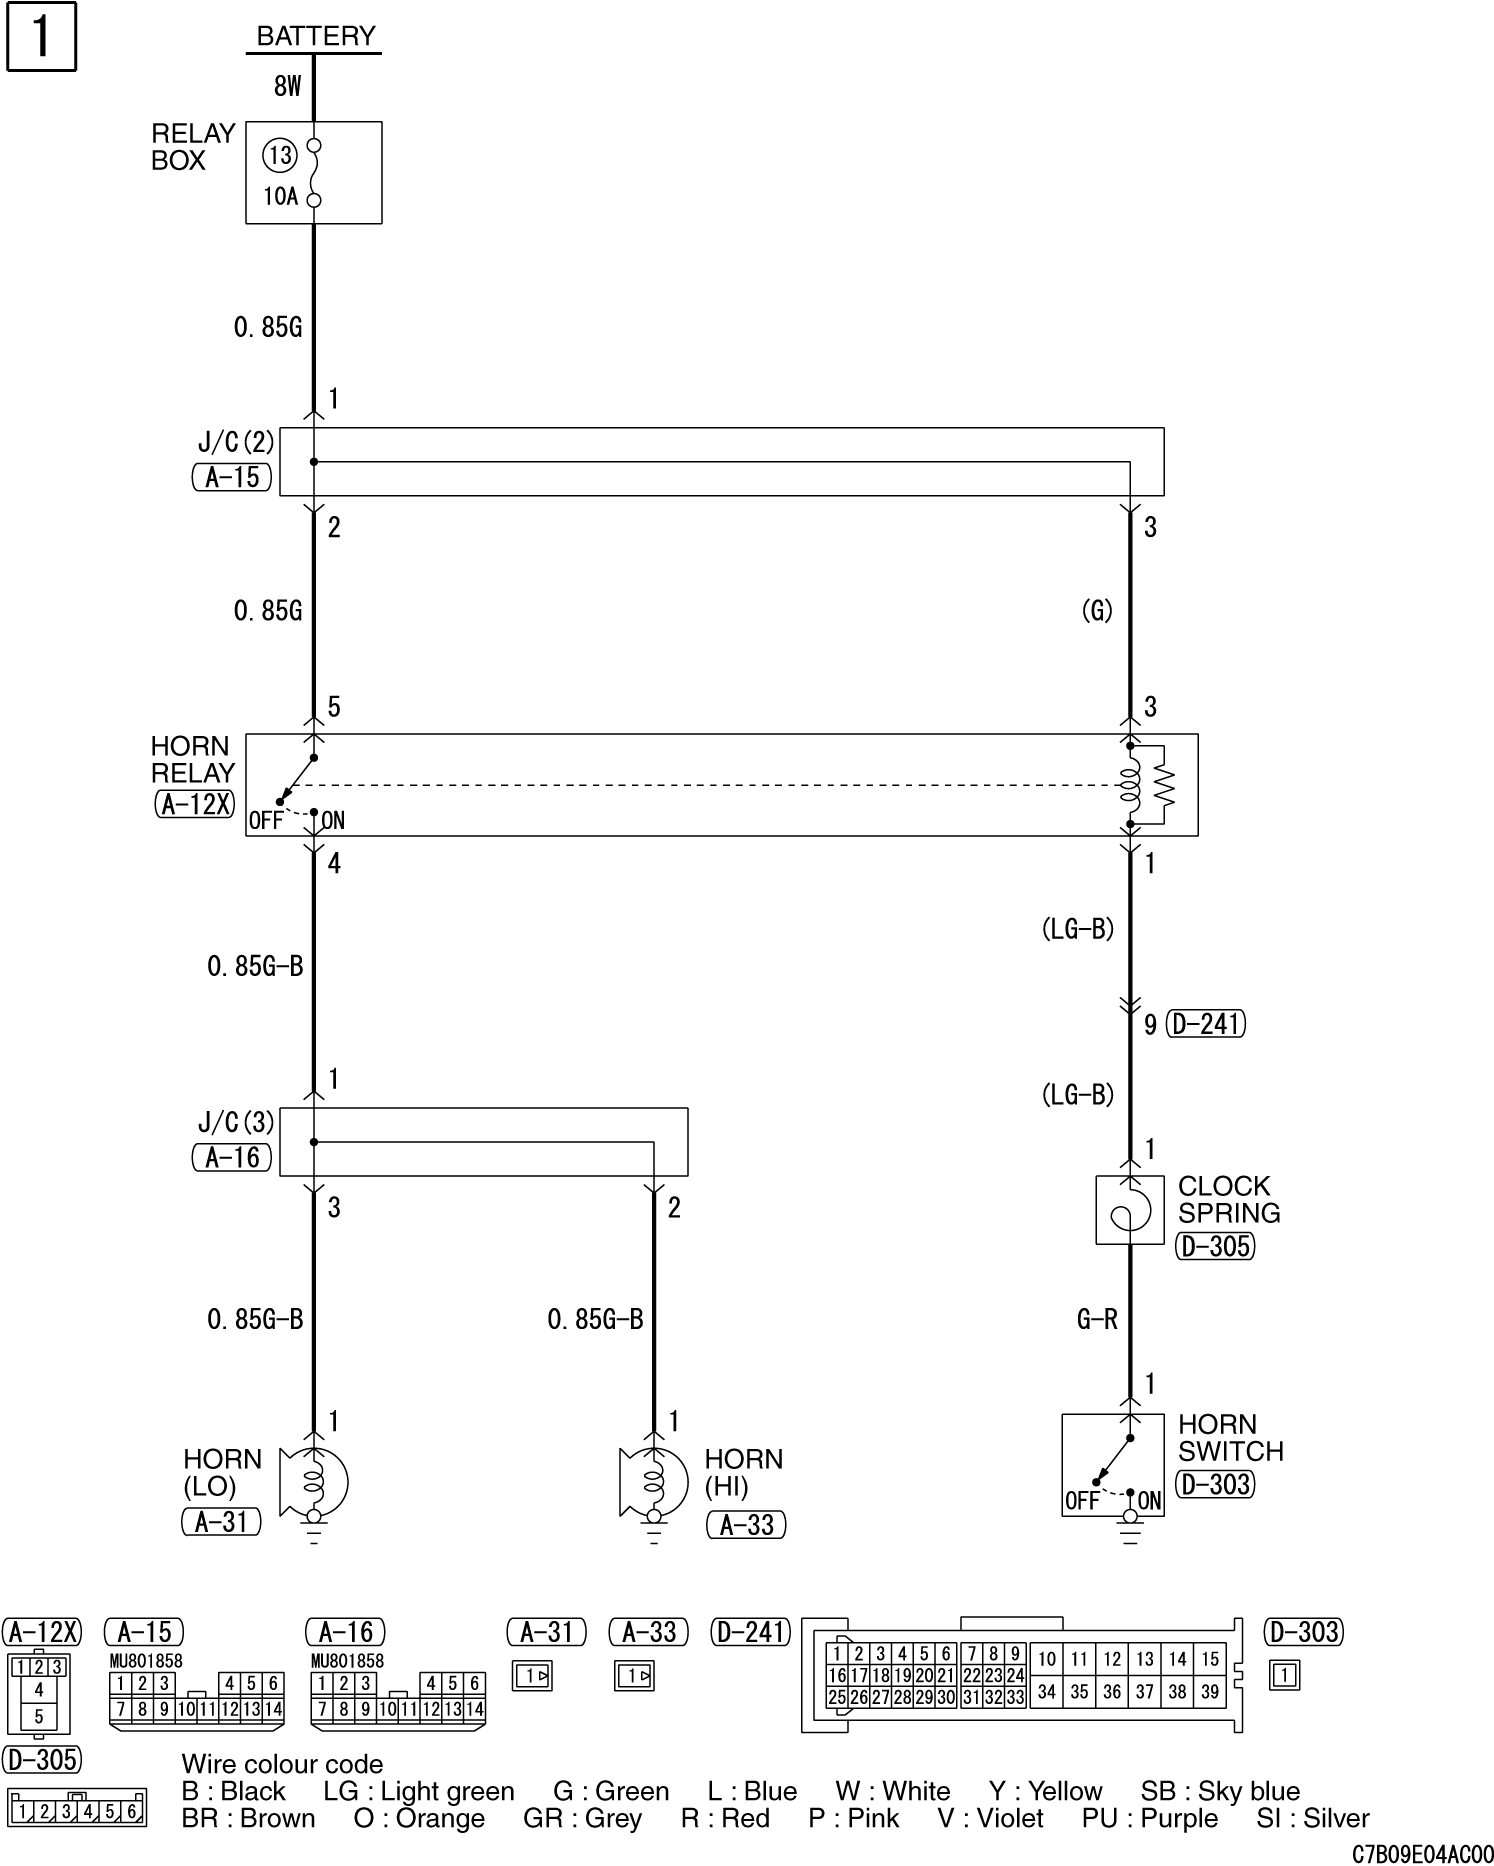 1
BATTERY
8W
RELAY
BOX
13
10A
0.85G
1
J/C(2)
A-15
2
3
0.85G
(G)
5
3
HORN
RELAY
A-12X
OFF
ON
4
1
0.85G-B
(LG-B)
9
D-241
(LG-B)
1
1
J/C(3)
A-16
3
2
CLOCK
SPRING
D-305
0.85G-B
0.85G-B
G-R
1
1
1
HORN
(LO)
A-31
HORN
(HI)
A-33
HORN
SWITCH
D-303
OFF
ON
A-12X
1 2 3
4
5
A-15
MU801858
1 2 3 4 5 6
7 8 9 10 11 12 13 14
A-16
MU801858
1 2 3 4 5 6
7 8 9 10 11 12 13 14
A-31
1
A-33
1
D-241
1 2 3 4 5 6 7 8 9 10 11 12 13 14 15
16 17 18 19 20 21 22 23 24
25 26 27 28 29 30 31 32 33 34 35 36 37 38 39
D-303
1
D-305
1 2 3 4 5 6
Wire colour code
B : Black LG : Light green G : Green L : Blue W : White Y : Yellow SB : Sky blue
BR : Brown O : Orange GR : Grey R : Red P : Pink V : Violet PU : Purple SI : Silver
C7B09E04AC00